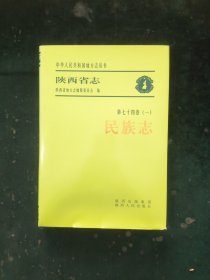 中华人民共和国地方志丛书
陕西省志
陕西省地方志编纂委员会 编
第七十四卷(一)
民族志
陕西出版集团
陕西人民出版社